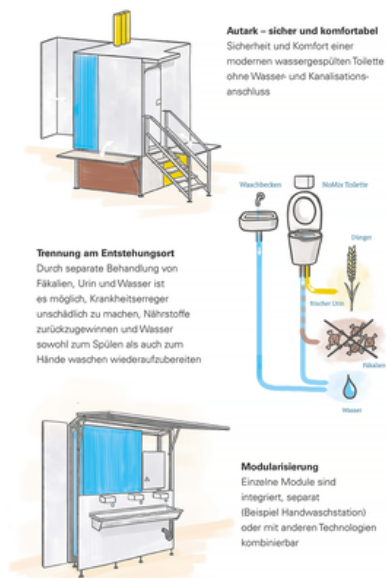 Autark – sicher und komfortabel
Sicherheit und Komfort einer
modernen wassergespülten Toilette
ohne Wasser- und Kanalisations-
anschluss
Waschbecken
NoMix Toilette
Dünger
Trennung am Entstehungsort
Durch separate Behandlung von
Fäkalien, Urin und Wasser ist
es möglich, Krankheitserreger
unschädlich zu machen, Nährstoffe
zurückzugewinnen und Wasser
sowohl zum Spülen als auch zum
Hände waschen wiederaufzubereiten
frischer Urin
Fäkalien
Wasser
Modularisierung
Einzelne Module sind
integriert, separat
(Beispiel Handwaschstation)
oder mit anderen Technologien
kombinierbar